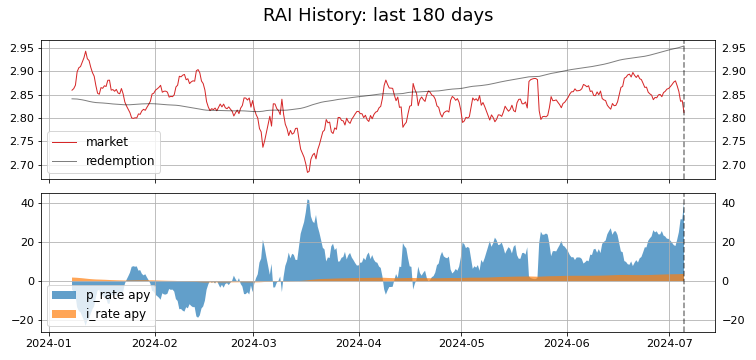 RAI History: last 180 days
2.95 2.95
2.90 2.90
2.85 2.85
2.80 2.80
2.75 2.75
2.70 2.70
market
redemption
40 40
20 20
0 0
−20 −20
p_rate apy
i_rate apy
2024-01 2024-02 2024-03 2024-04 2024-05 2024-06 2024-07